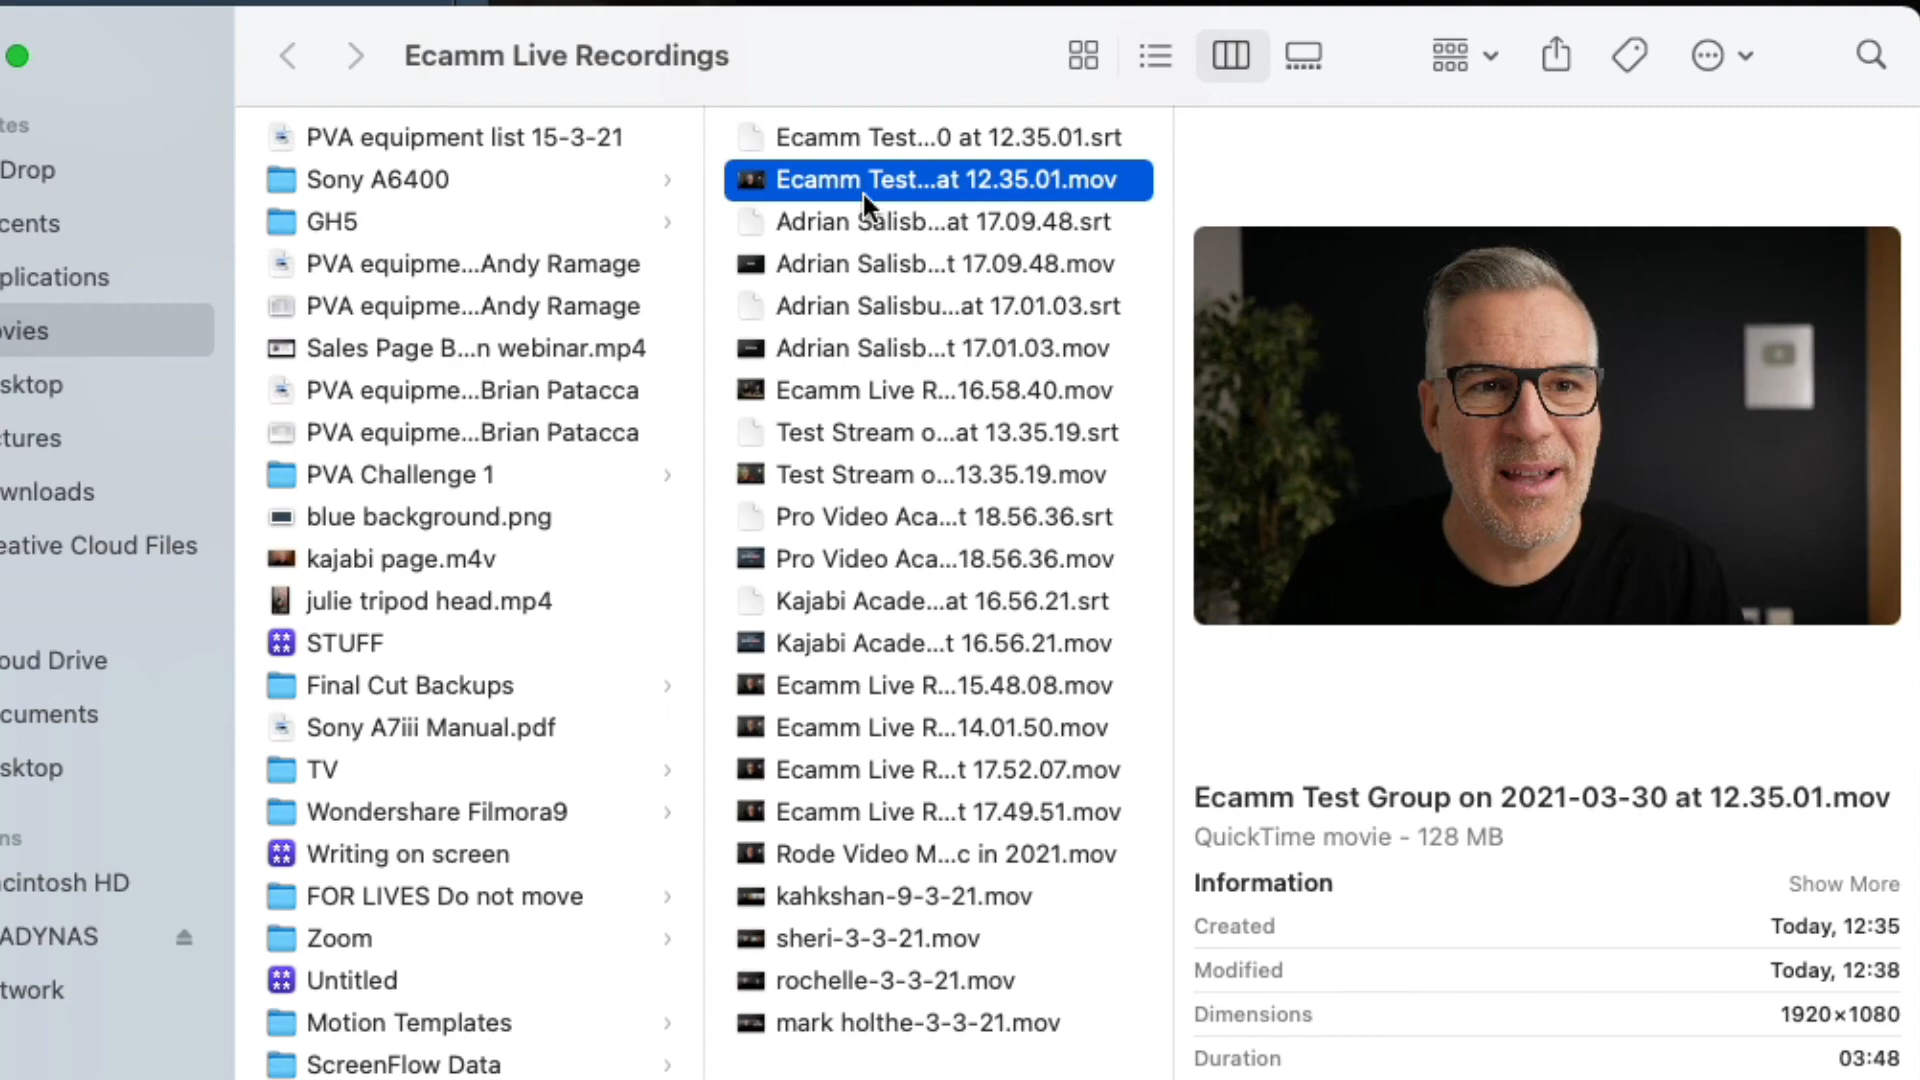 Ecamm Live Recordings
tes
Drop
cents
plications
vies
sktop
ctures
wnloads
eative Cloud Files
oud Drive
cuments
sktop
ns
acintosh HD
ADYNAS
twork
PVA equipment list 15-3-21
Sony A6400
GH5
PVA equipme...Andy Ramage
PVA equipme...Andy Ramage
Sales Page B...n webinar.mp4
PVA equipme...Brian Patacca
PVA equipme...Brian Patacca
PVA Challenge 1
blue background.png
kajabi page.m4v
julie tripod head.mp4
STUFF
Final Cut Backups
Sony A7iii Manual.pdf
TV
Wondershare Filmora9
Writing on screen
FOR LIVES Do not move
Zoom
Untitled
Motion Templates
ScreenFlow Data
Ecamm Test...0 at 12.35.01.srt
Ecamm Test...at 12.35.01.mov
Adrian Salisb...at 17.09.48.srt
Adrian Salisb...t 17.09.48.mov
Adrian Salisbu...at 17.01.03.srt
Adrian Salisb...t 17.01.03.mov
Ecamm Live R...16.58.40.mov
Test Stream o...at 13.35.19.srt
Test Stream o...13.35.19.mov
Pro Video Aca...t 18.56.36.srt
Pro Video Aca...18.56.36.mov
Kajabi Acade...at 16.56.21.srt
Kajabi Acade...t 16.56.21.mov
Ecamm Live R...15.48.08.mov
Ecamm Live R...14.01.50.mov
Ecamm Live R...t 17.52.07.mov
Ecamm Live R...t 17.49.51.mov
Rode Video M...c in 2021.mov
kahkshan-9-3-21.mov
sheri-3-3-21.mov
rochelle-3-3-21.mov
mark holthe-3-3-21.mov
Ecamm Test Group on 2021-03-30 at 12.35.01.mov
QuickTime movie - 128 MB
Information Show More
Created Today, 12:35
Modified Today, 12:38
Dimensions 1920×1080
Duration 03:48